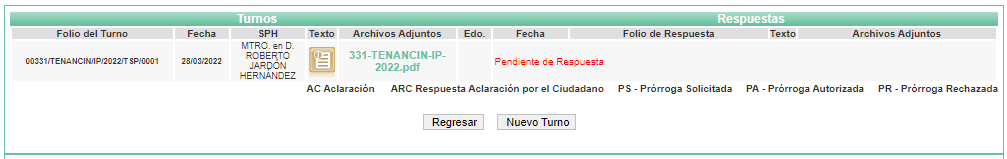 Turnos Respuestas
Folio del Turno Fecha SPH Texto Archivos Adjuntos Edo. Fecha Folio de Respuesta Texto Archivos Adjuntos
00331/TENANCIN/IP/2022/TSP/0001 28/03/2022 MTRO. en D. ROBERTO JARDÓN HERNÁNDEZ 331-TENANCIN-IP-2022.pdf Pendiente de Respuesta
AC Aclaración ARC Respuesta Aclaración por el Ciudadano PS - Prórroga Solicitada PA - Prórroga Autorizada PR - Prórroga Rechazada
Regresar Nuevo Turno